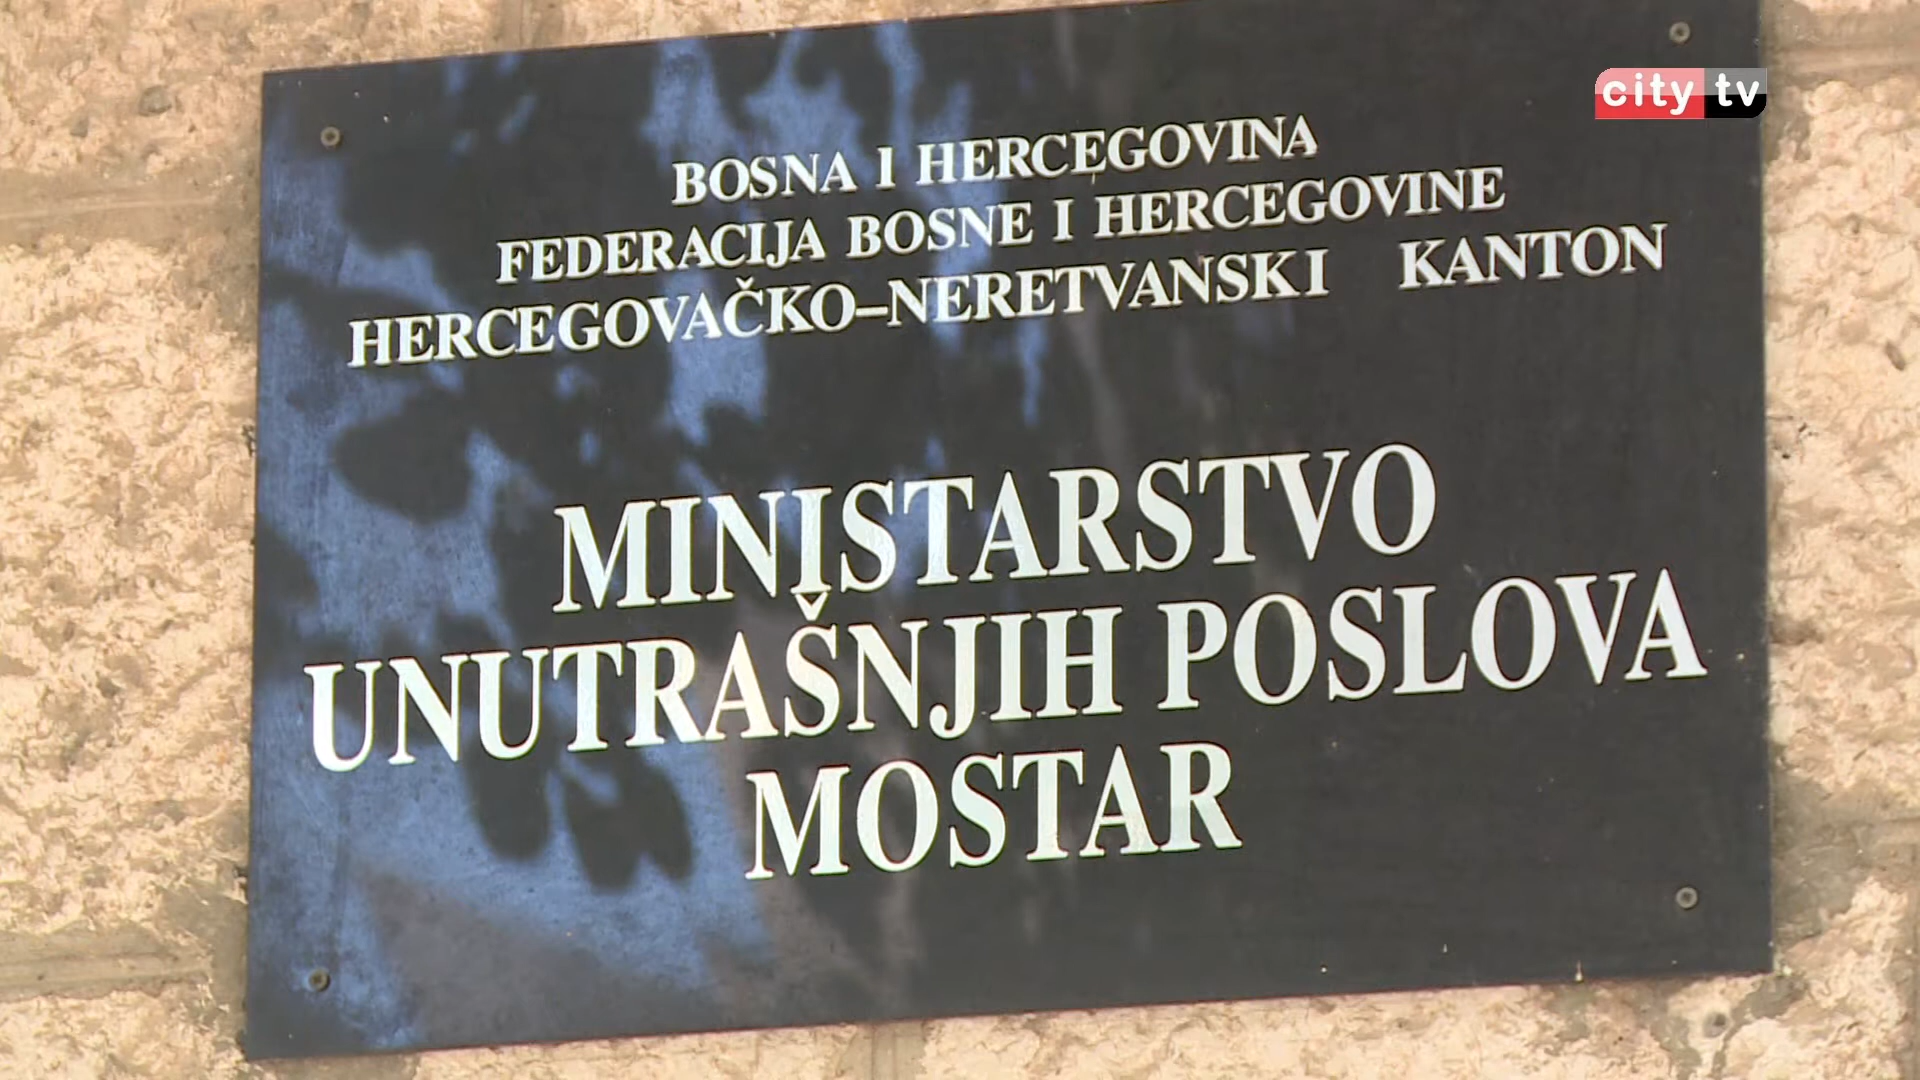 city tv
BOSNA I HERCEGOVINA
FEDERACIJA BOSNE I HERCEGOVINE
HERCEGOVAČKO–NERETVANSKI KANTON
MINISTARSTVO
UNUTRAŠNJIH POSLOVA
MOSTAR